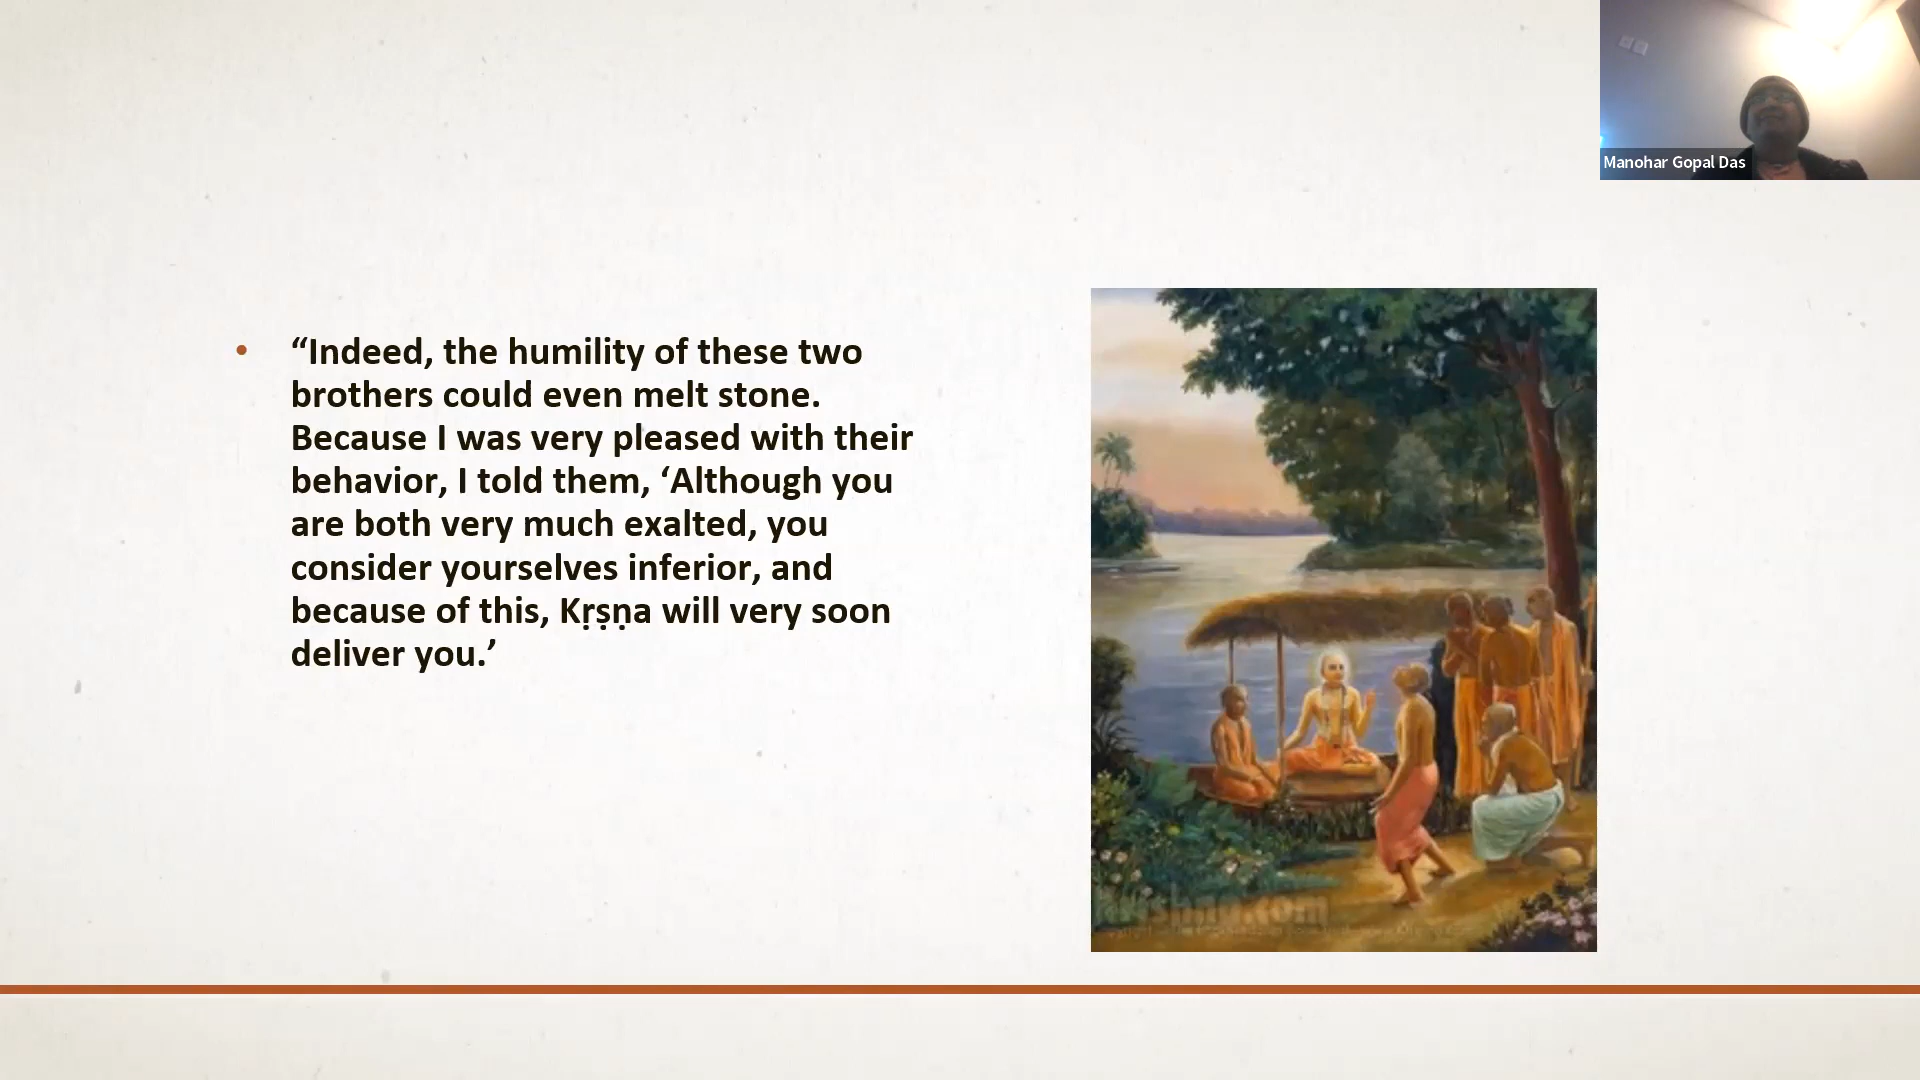 Manohar Gopal Das
• “Indeed, the humility of these two
brothers could even melt stone.
Because I was very pleased with their
behavior, I told them, ‘Although you
are both very much exalted, you
consider yourselves inferior, and
because of this, Kṛṣṇa will very soon
deliver you.’